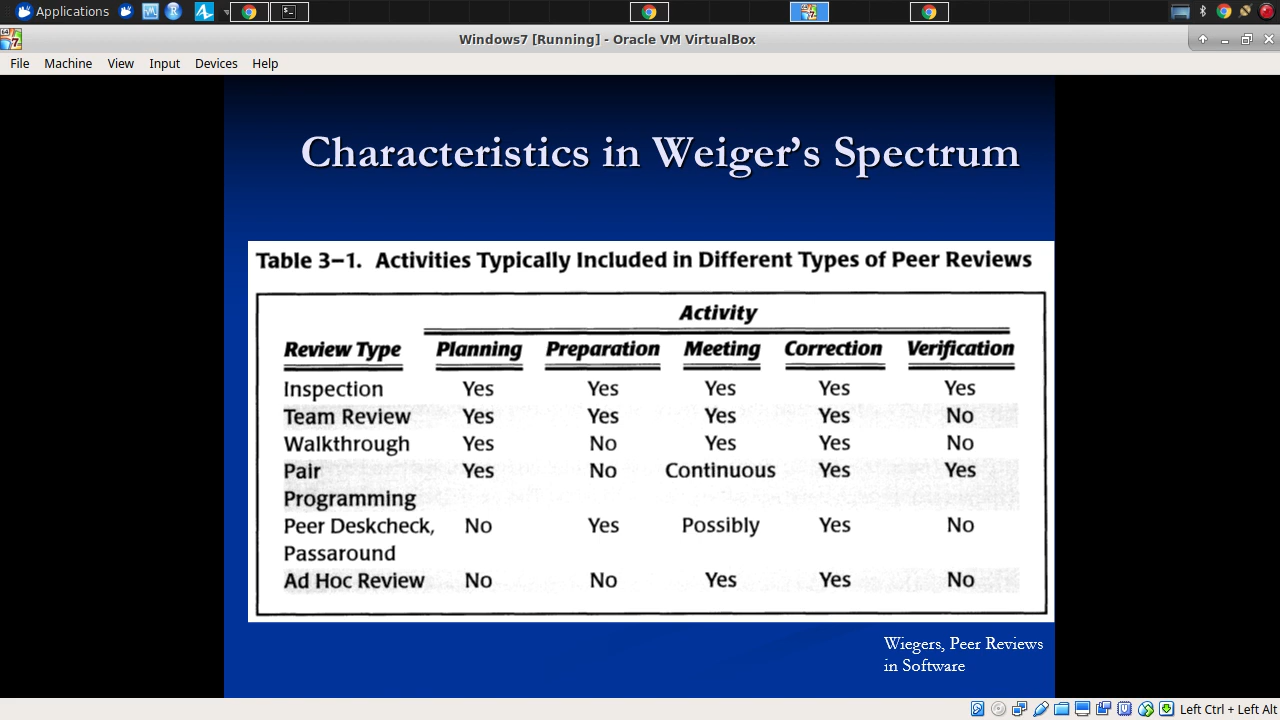 Applications
Windows7 [Running] - Oracle VM VirtualBox
File Machine View Input Devices Help
Characteristics in Weiger's Spectrum
Table 3–1. Activities Typically Included in Different Types of Peer Reviews
Activity
Review Type Planning Preparation Meeting Correction Verification
Inspection Yes Yes Yes Yes Yes
Team Review Yes Yes Yes Yes No
Walkthrough Yes No Yes Yes No
Pair Yes No Continuous Yes Yes
Programming
Peer Deskcheck, No Yes Possibly Yes No
Passaround
Ad Hoc Review No No Yes Yes No
Wiegers, Peer Reviews
in Software
Left Ctrl + Left Alt